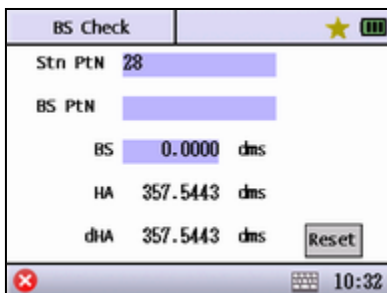 BS Check
Stn PtN 28
BS PtN
BS 0.0000 dms
HA 357.5443 dms
dHA 357.5443 dms
Reset
10:32